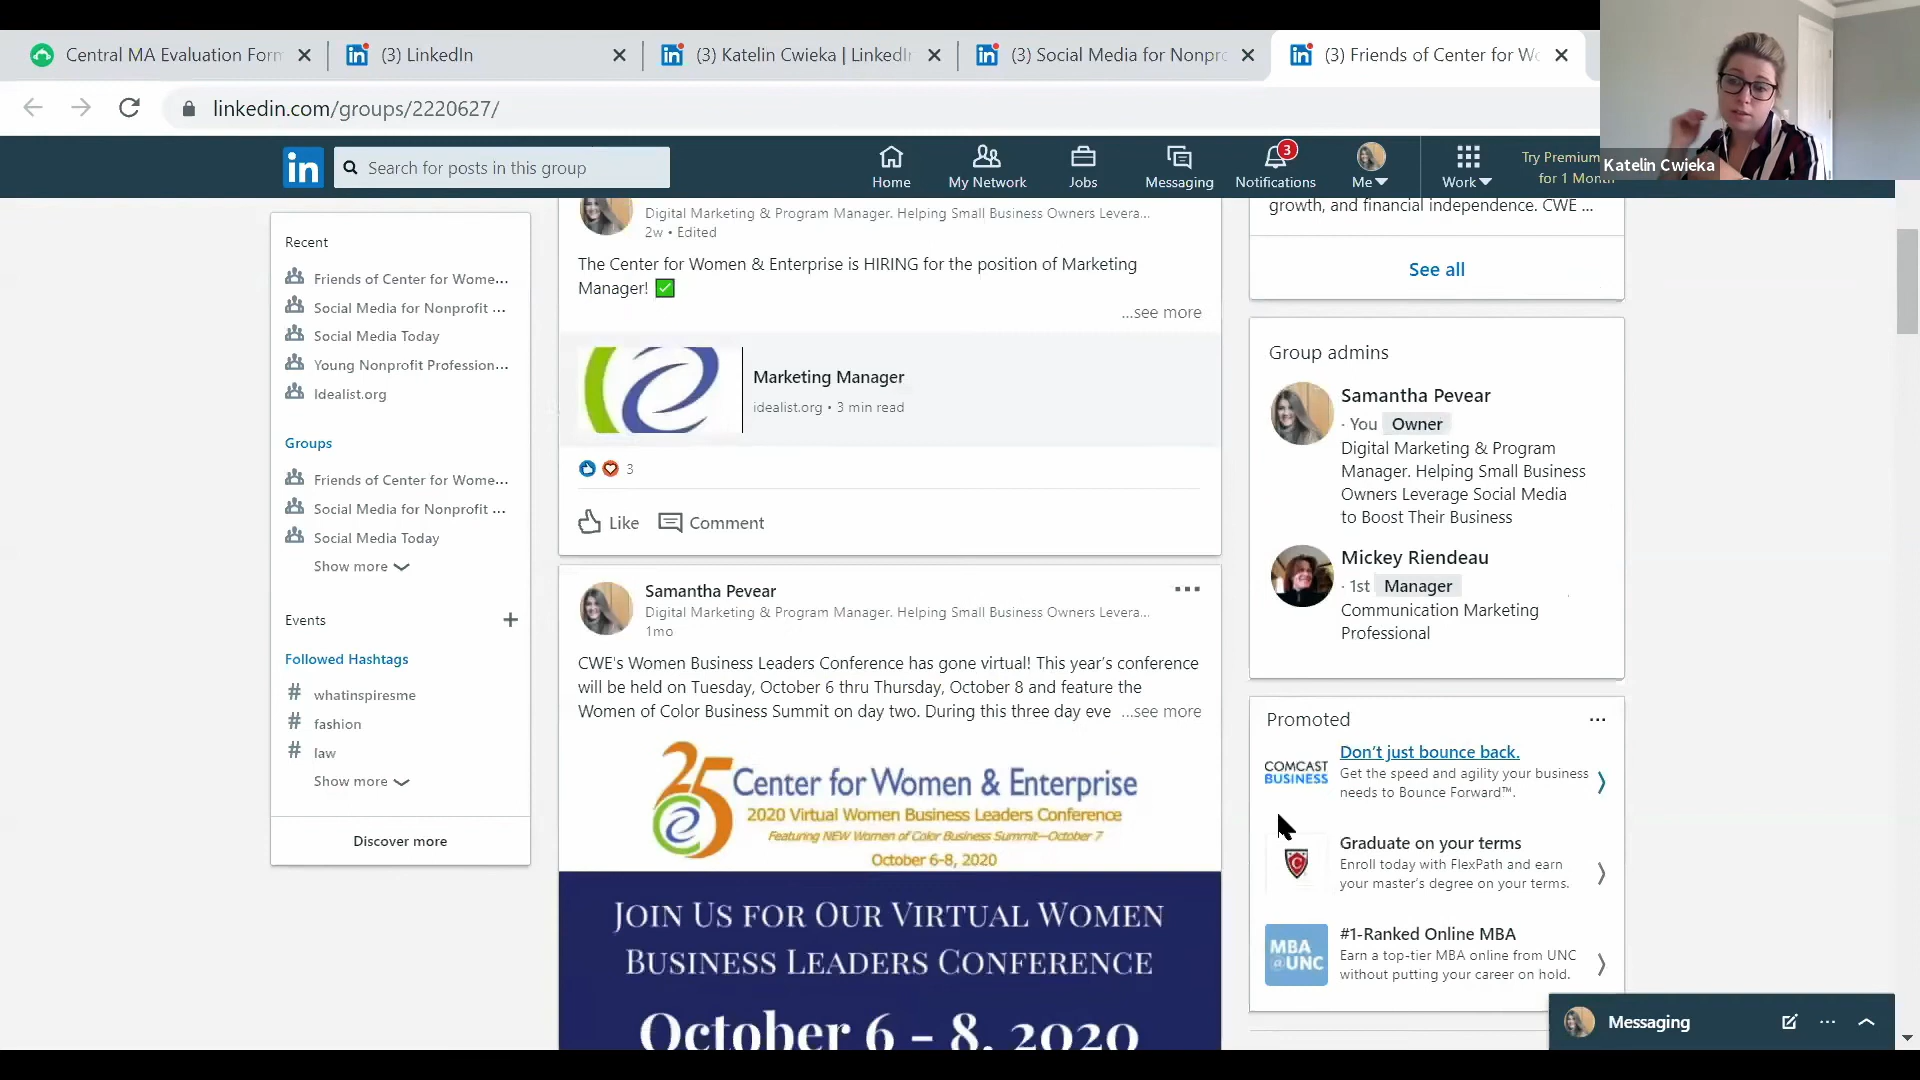 Central MA Evaluation Form
(3) LinkedIn
(3) Katelin Cwieka | LinkedIn
(3) Social Media for Nonpro
(3) Friends of Center for Wo
linkedin.com/groups/2220627/
in
Search for posts in this group
Home
My Network
Jobs
Messaging
3
Notifications
Me
Work
Try Premium
for 1 Month
Katelin Cwieka
Recent
Friends of Center for Wome...
Social Media for Nonprofit ...
Social Media Today
Young Nonprofit Profession...
Idealist.org
Groups
Friends of Center for Wome...
Social Media for Nonprofit ...
Social Media Today
Show more
Events
Followed Hashtags
# whatinspiresme
# fashion
# law
Show more
Discover more
Digital Marketing & Program Manager. Helping Small Business Owners Levera...
2w • Edited
The Center for Women & Enterprise is HIRING for the position of Marketing
Manager! ✅
...see more
Marketing Manager
idealist.org • 3 min read
3
Like
Comment
Samantha Pevear
Digital Marketing & Program Manager. Helping Small Business Owners Levera...
1mo
CWE's Women Business Leaders Conference has gone virtual! This year's conference
will be held on Tuesday, October 6 thru Thursday, October 8 and feature the
Women of Color Business Summit on day two. During this three day eve ...see more
25 Center for Women & Enterprise
2020 Virtual Women Business Leaders Conference
Featuring NEW Women of Color Business Summit—October 7
October 6-8, 2020
Join Us for Our Virtual Women
Business Leaders Conference
October 6 – 8, 2020
growth, and financial independence. CWE ...
See all
Group admins
Samantha Pevear
· You Owner
Digital Marketing & Program
Manager. Helping Small Business
Owners Leverage Social Media
to Boost Their Business
Mickey Riendeau
· 1st Manager
Communication Marketing
Professional
Promoted
COMCAST
BUSINESS
Don't just bounce back.
Get the speed and agility your business
needs to Bounce Forward™.
Graduate on your terms
Enroll today with FlexPath and earn
your master's degree on your terms.
MBA
@UNC
#1-Ranked Online MBA
Earn a top-tier MBA online from UNC
without putting your career on hold.
Messaging